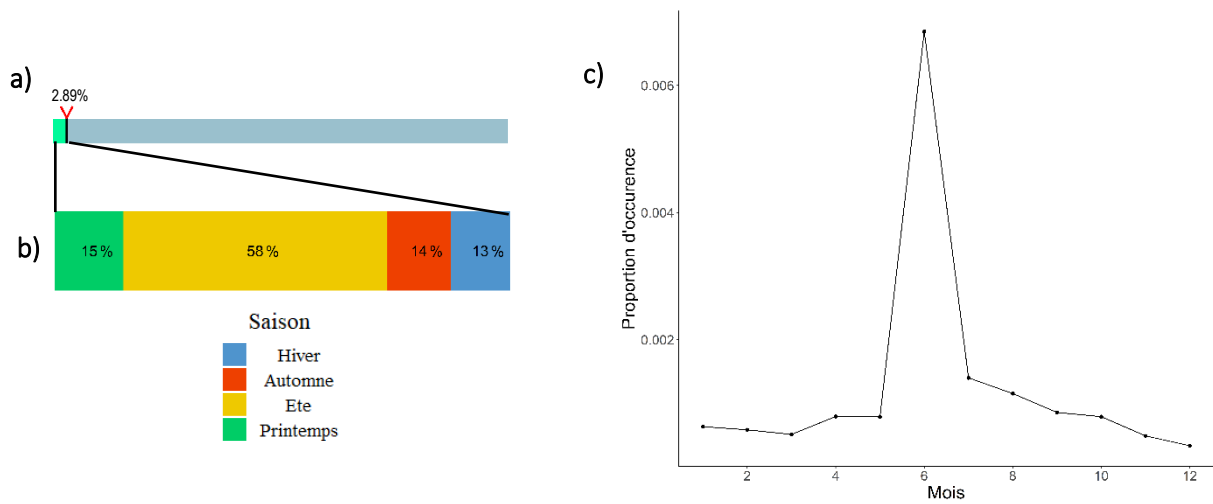 a)
2.89%
b)
15 %
58 %
14 %
13 %
Saison
Hiver
Automne
Ete
Printemps
c)
Proportion d'occurence
0.006
0.004
0.002
2
4
6
8
10
12
Mois